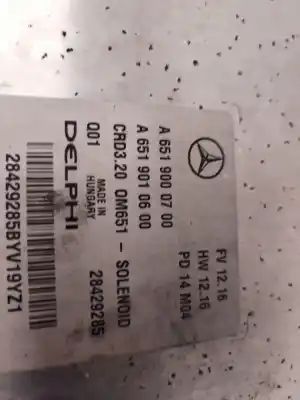 A 651 900 07 00 FV 12.16
A 651 901 06 00 HW 12.16
PD 14 M04
CRD3.20 OM651 - SOLENOID
Q01 MADE IN HUNGARY 28429285
DELPHI
28429285BYV19YZ1